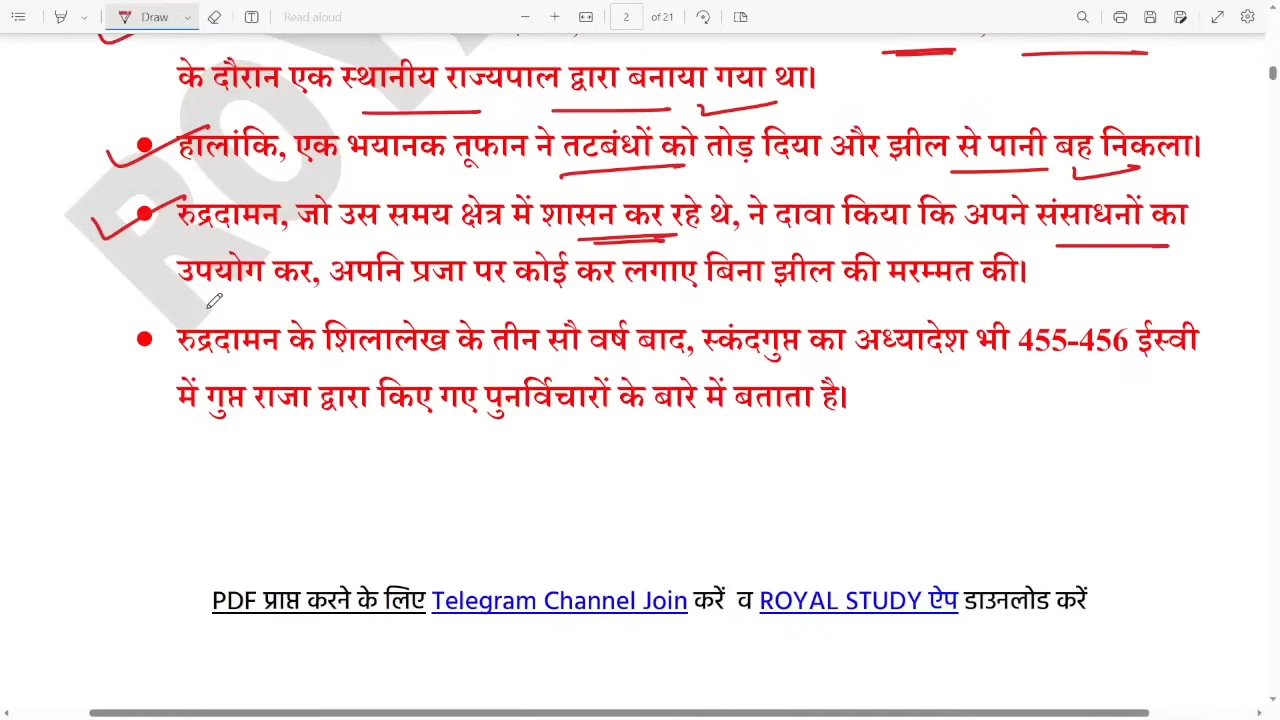 Draw
Read aloud
2
of 21
के दौरान एक स्थानीय राज्यपाल द्वारा बनाया गया था।
हालांकि, एक भयानक तूफान ने तटबंधों को तोड़ दिया और झील से पानी बह निकला।
रुद्रदामन, जो उस समय क्षेत्र में शासन कर रहे थे, ने दावा किया कि अपने संसाधनों का
उपयोग कर, अपनि प्रजा पर कोई कर लगाए बिना झील की मरम्मत की।
रुद्रदामन के शिलालेख के तीन सौ वर्ष बाद, स्कंदगुप्त का अध्यादेश भी 455-456 ईस्वी
में गुप्त राजा द्वारा किए गए पुनर्विचारों के बारे में बताता है।
PDF प्राप्त करने के लिए Telegram Channel Join करें व ROYAL STUDY ऐप डाउनलोड करें